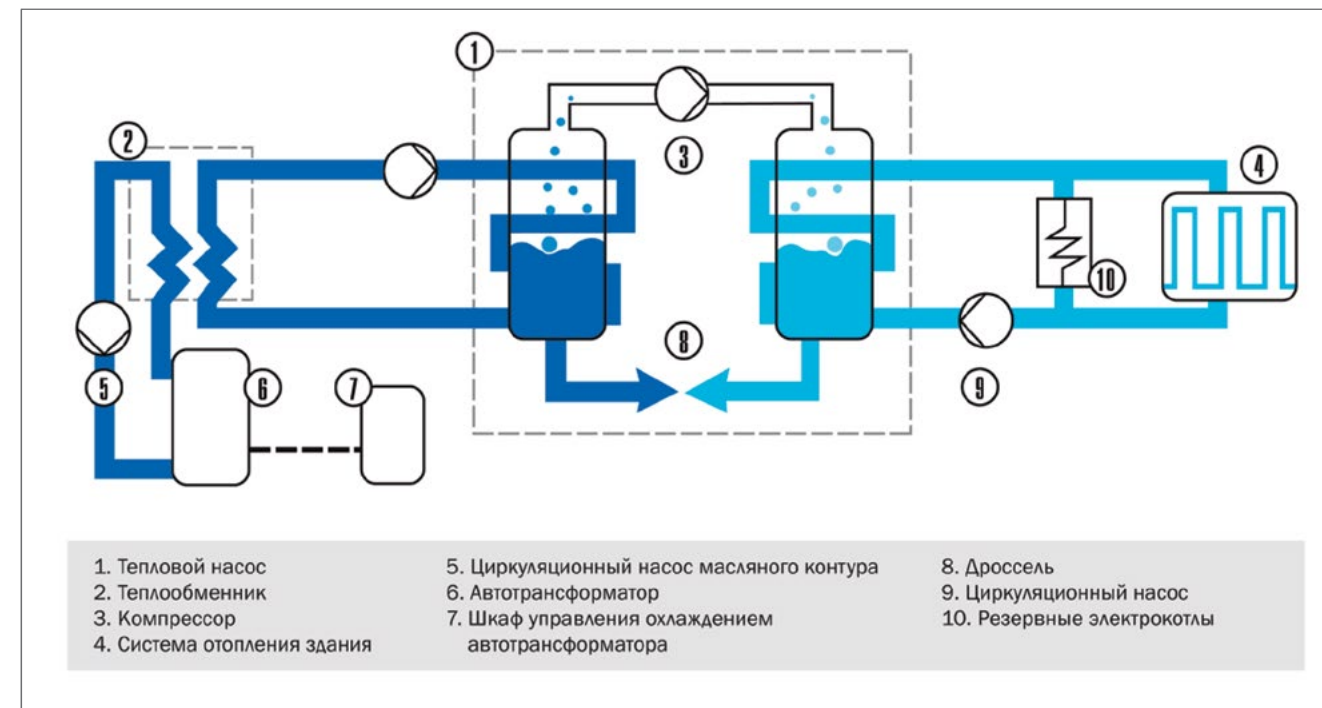 1
2
3
4
10
8
5
6
7
9
1. Тепловой насос
2. Теплообменник
3. Компрессор
4. Система отопления здания
5. Циркуляционный насос масляного контура
6. Автотрансформатор
7. Шкаф управления охлаждением
автотрансформатора
8. Дроссель
9. Циркуляционный насос
10. Резервные электрокотлы